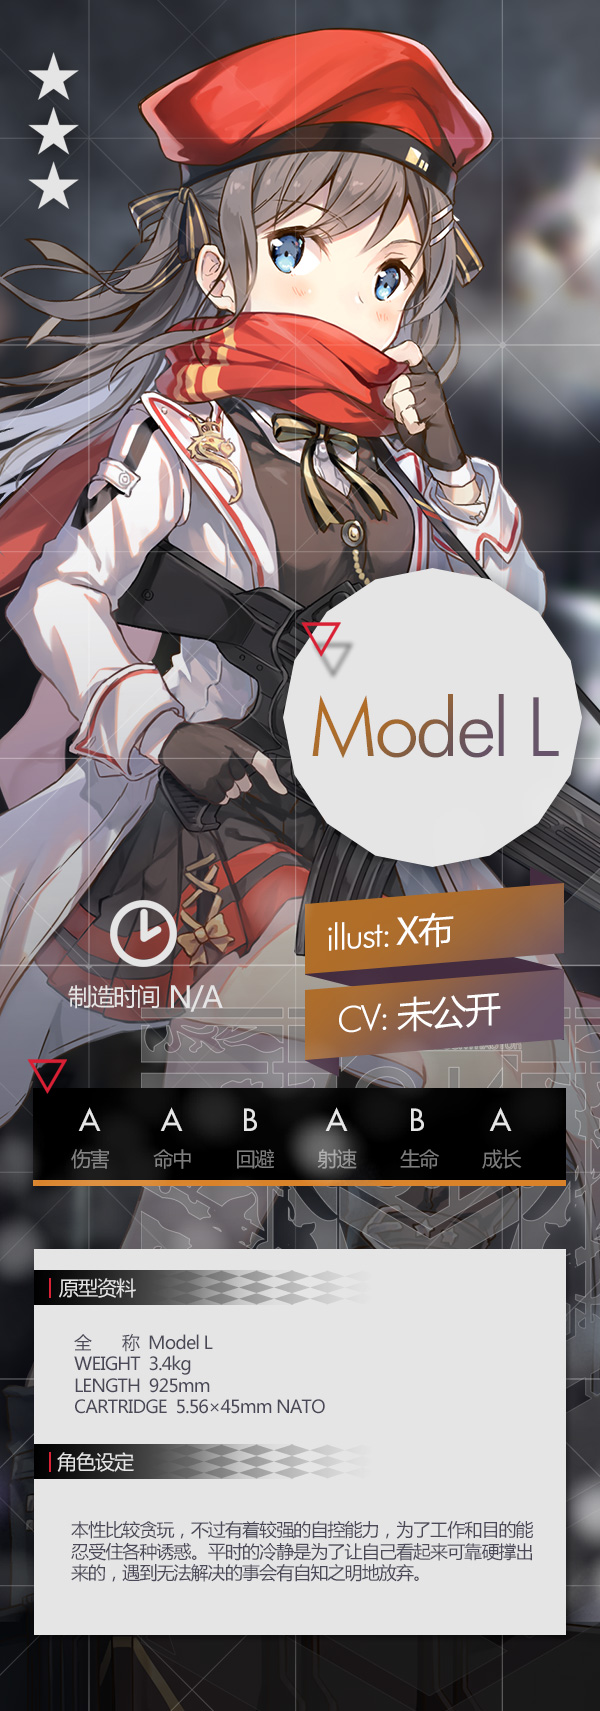 Model L
制造时间 N/A
illust: X布
CV: 未公开
A A B A B A
伤害 命中 回避 射速 生命 成长
原型资料
全 称 Model L
WEIGHT 3.4kg
LENGTH 925mm
CARTRIDGE 5.56×45mm NATO
角色设定
本性比较贪玩，不过有着较强的自控能力，为了工作和目的能
忍受住各种诱惑。平时的冷静是为了让自己看起来可靠硬撑出
来的，遇到无法解决的事会有自知之明地放弃。